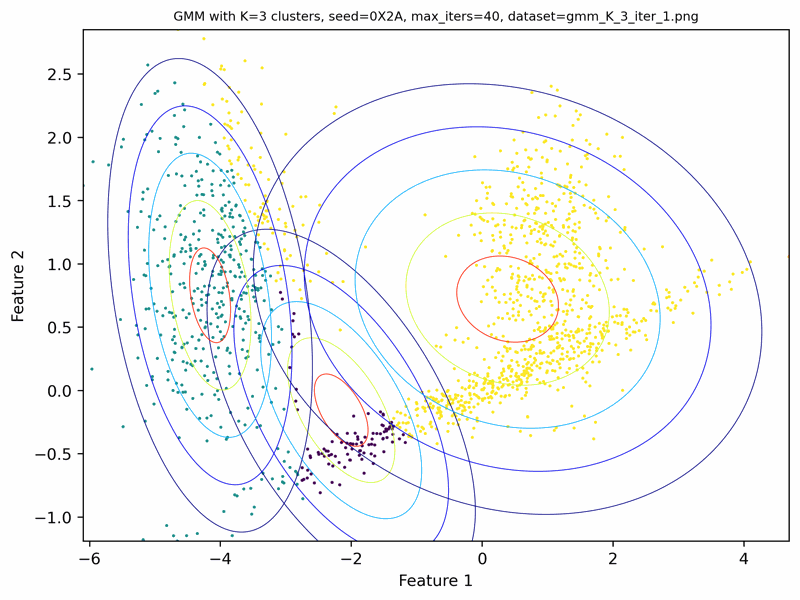 GMM with K=3 clusters, seed=0X2A, max_iters=40, dataset=gmm_K_3_iter_1.png
Feature 2
2.5
2.0
1.5
1.0
0.5
0.0
−0.5
−1.0
−6 −4 −2 0 2 4
Feature 1